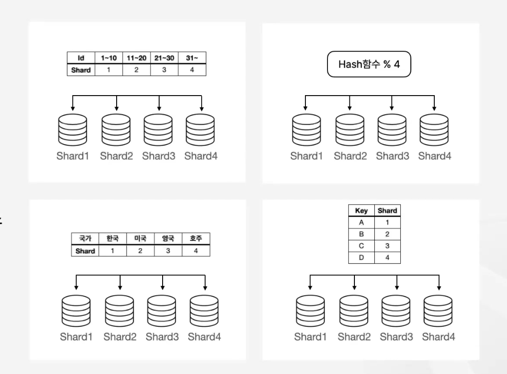 Id 1~10 11~20 21~30 31~
Shard 1 2 3 4
Shard1 Shard2 Shard3 Shard4
Hash함수 % 4
Shard1 Shard2 Shard3 Shard4
국가 한국 미국 영국 호주
Shard 1 2 3 4
Shard1 Shard2 Shard3 Shard4
Key Shard
A 1
B 2
C 3
D 4
Shard1 Shard2 Shard3 Shard4